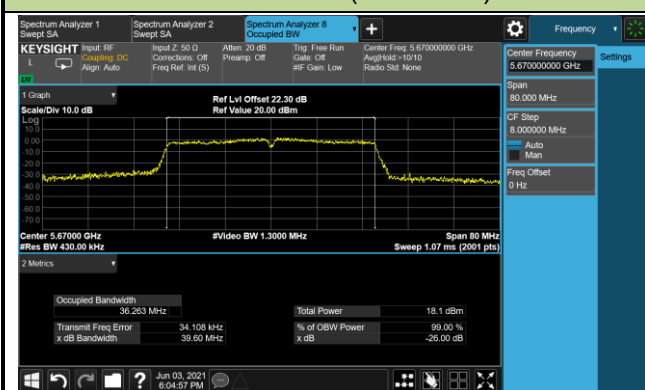 Spectrum Analyzer 1
Swept SA
Spectrum Analyzer 2
Swept SA
Spectrum Analyzer 8
Occupied BW
+
Frequency
KEYSIGHT
L
LM
Input: RF
Coupling: DC
Align: Auto
Input Z: 50 Ω
Corrections: Off
Freq Ref: Int (S)
Atten: 20 dB
Preamp: Off
Trig: Free Run
Gate: Off
#IF Gain: Low
Center Freq: 5.670000000 GHz
Avg|Hold:>10/10
Radio Std: None
Center Frequency
5.670000000 GHz
Settings
Span
80.000 MHz
CF Step
8.000000 MHz
Auto
Man
Freq Offset
0 Hz
1 Graph
Scale/Div 10.0 dB
Ref Lvl Offset 22.30 dB
Ref Value 20.00 dBm
Log
10.0
0.00
-10.0
-20.0
-30.0
-40.0
-50.0
-60.0
-70.0
Center 5.67000 GHz
#Video BW 1.3000 MHz
Span 80 MHz
#Res BW 430.00 kHz
Sweep 1.07 ms (2001 pts)
2 Metrics
Occupied Bandwidth
36.263 MHz
Total Power 18.1 dBm
Transmit Freq Error 34.108 kHz
% of OBW Power 99.00 %
x dB Bandwidth 39.60 MHz
x dB -26.00 dB
?
Jun 03, 2021
6:04:57 PM